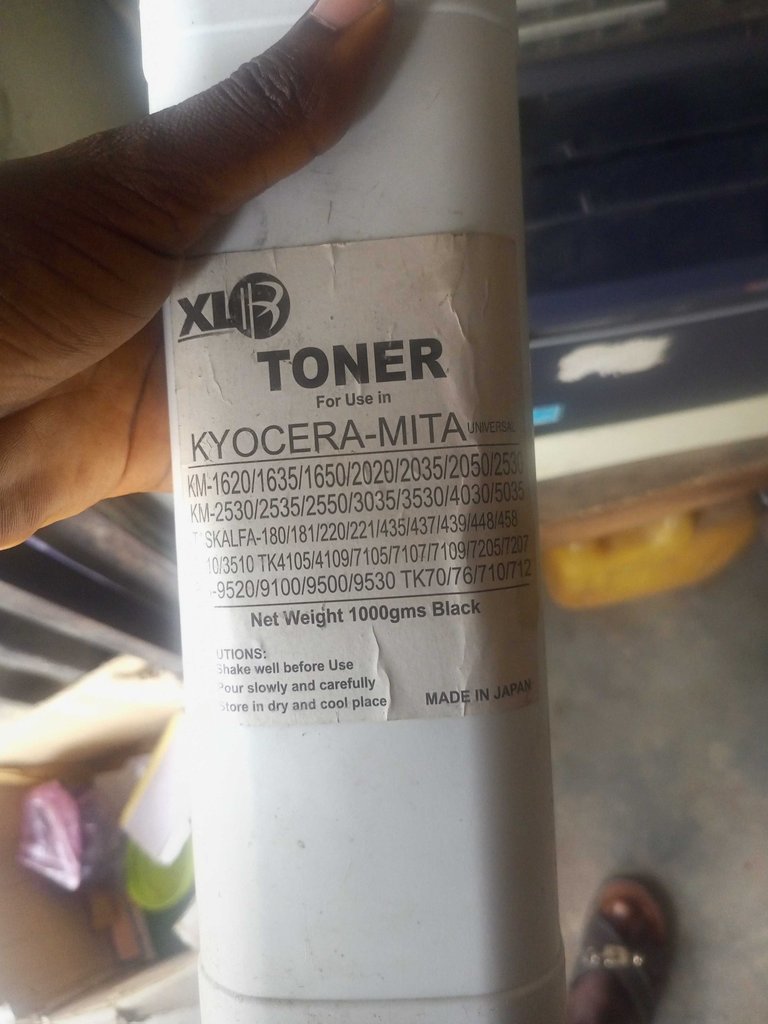 XL B
TONER
For Use in
KYOCERA-MITA UNIVERSAL
KM-1620/1635/1650/2020/2035/2050/2530
KM-2530/2535/2550/3035/3530/4030/5035
SKALFA-180/181/220/221/435/437/439/448/458
10/3510 TK4105/4109/7105/7107/7109/7205/7207
-9520/9100/9500/9530 TK70/76/710/712
Net Weight 1000gms Black
UTIONS:
Shake well before Use
Pour slowly and carefully
Store in dry and cool place
MADE IN JAPAN